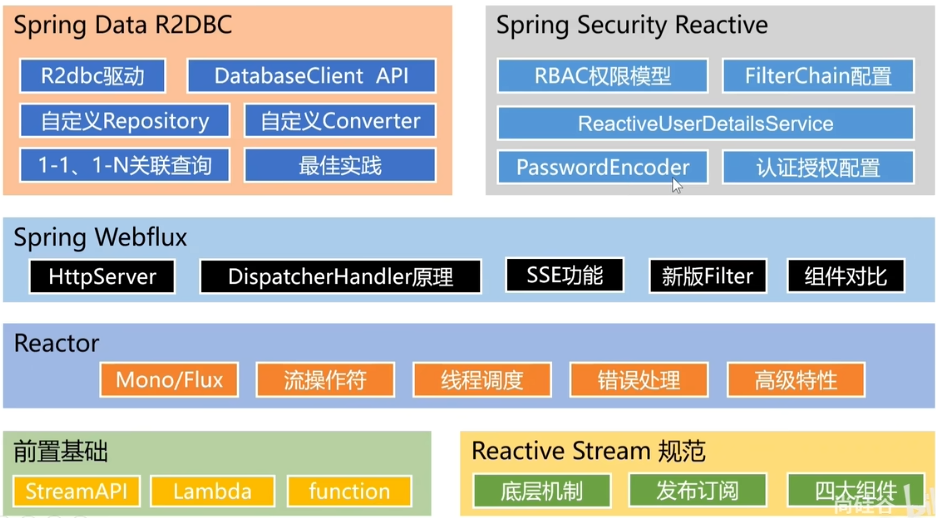 Spring Data R2DBC
R2dbc驱动
DatabaseClient API
自定义Repository
自定义Converter
1-1、1-N关联查询
最佳实践
Spring Security Reactive
RBAC权限模型
FilterChain配置
ReactiveUserDetailsService
PasswordEncoder
认证授权配置
Spring Webflux
HttpServer
DispatcherHandler原理
SSE功能
新版Filter
组件对比
Reactor
Mono/Flux
流操作符
线程调度
错误处理
高级特性
前置基础
StreamAPI
Lambda
function
Reactive Stream 规范
底层机制
发布订阅
四大组件
尚硅谷